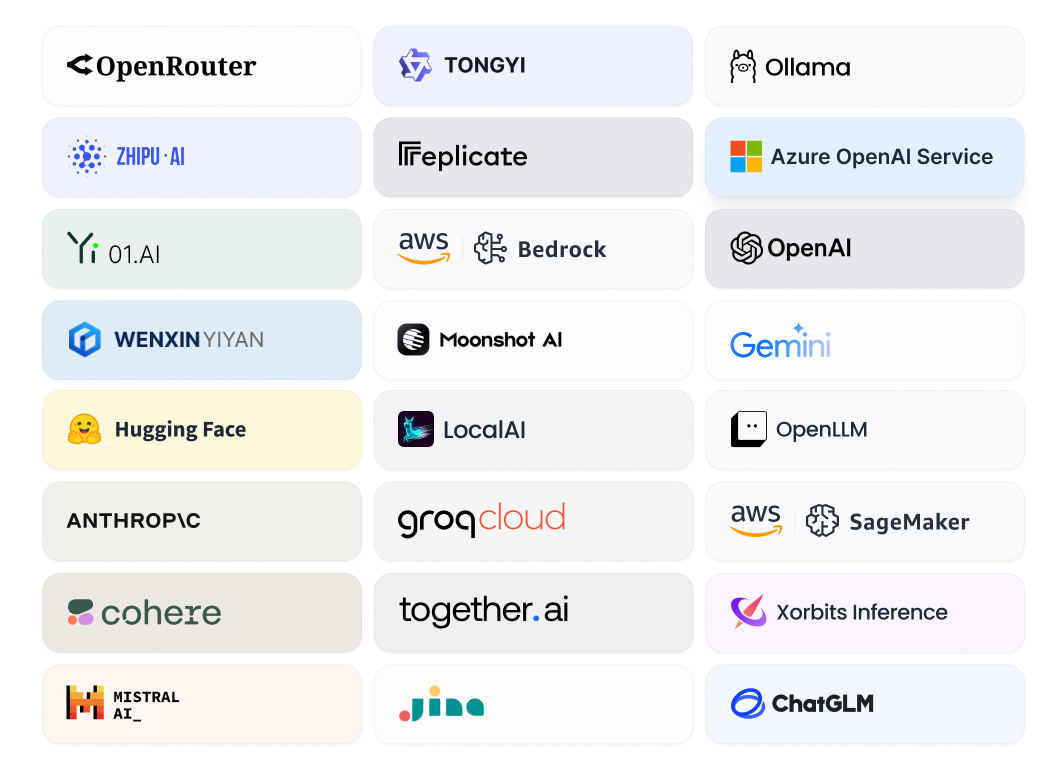 OpenRouter
TONGYI
Ollama
ZHIPU·AI
Replicate
Azure OpenAI Service
Yi 01.AI
aws Bedrock
OpenAI
WENXIN YIYAN
Moonshot AI
Gemini
Hugging Face
LocalAI
OpenLLM
ANTHROP\C
groqcloud
aws SageMaker
cohere
together.ai
Xorbits Inference
MISTRAL
AI_
Jina
ChatGLM